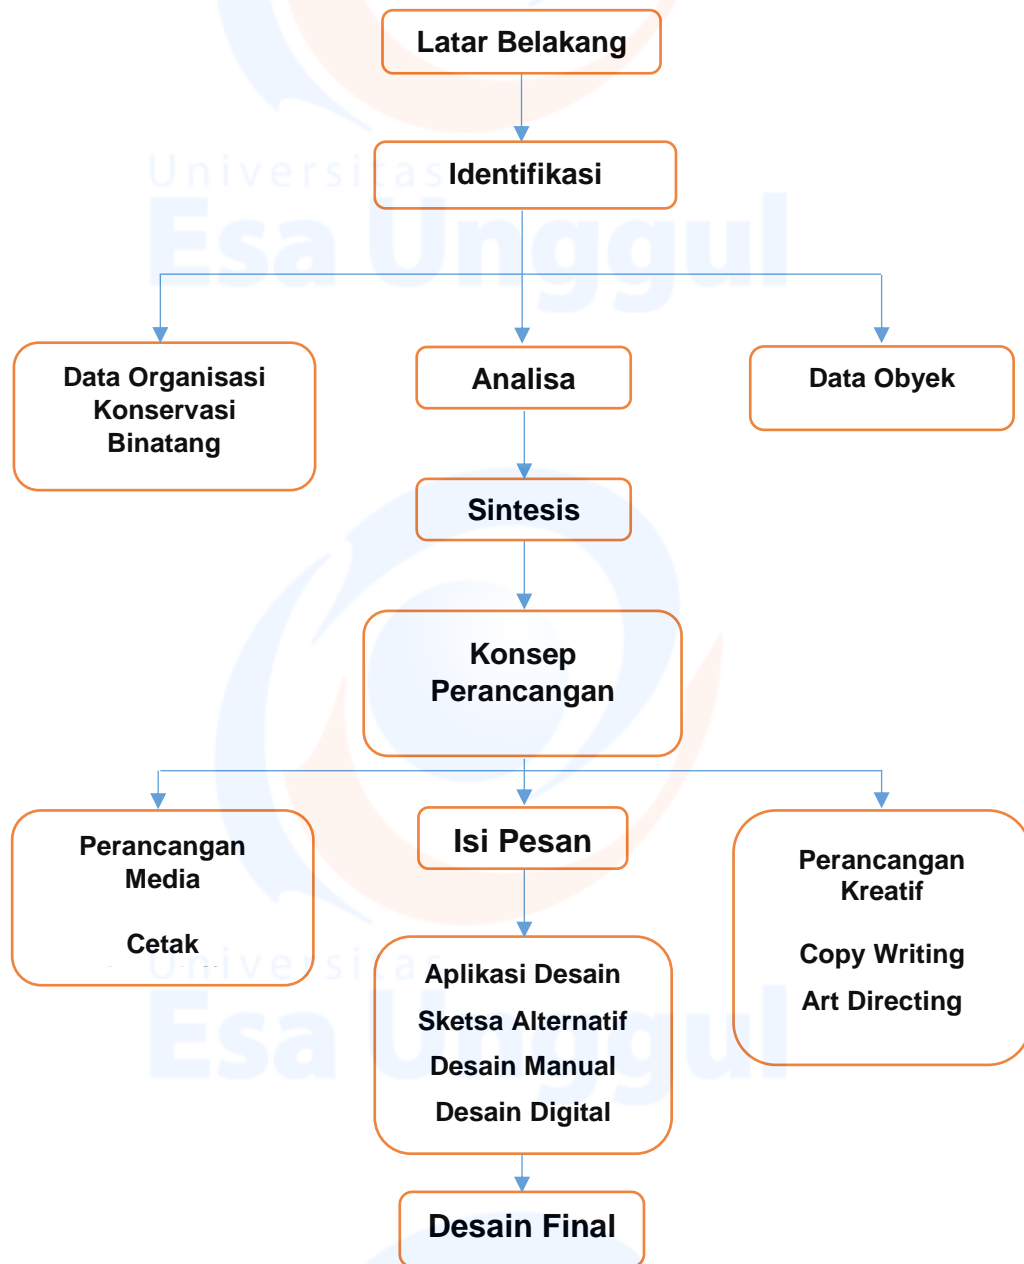 Latar Belakang
Universitas
Esa Unggul
Identifikasi
Data Organisasi
Konservasi
Binatang
Analisa
Data Obyek
Sintesis
Konsep
Perancangan
Perancangan
Media
Cetak
Isi Pesan
Perancangan
Kreatif
Copy Writing
Art Directing
Universitas
Esa Unggul
Aplikasi Desain
Sketsa Alternatif
Desain Manual
Desain Digital
Desain Final